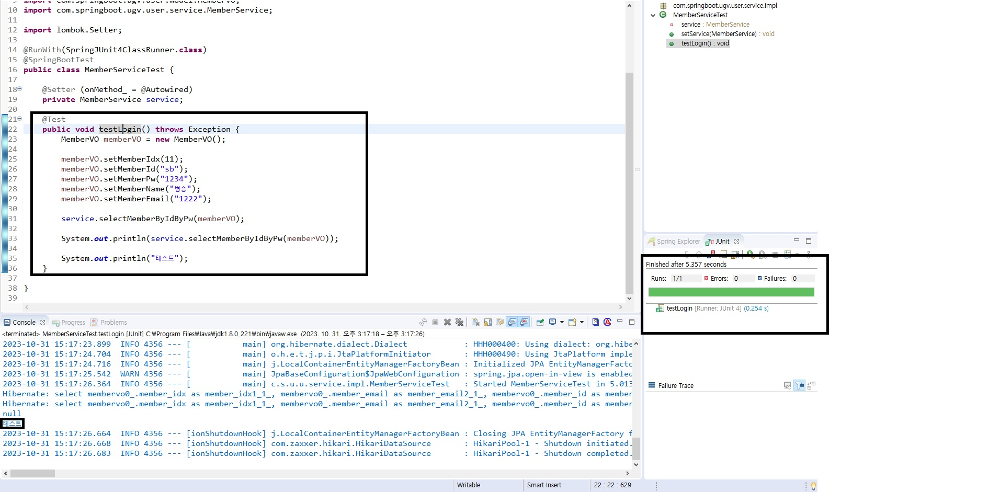 9 import com.springboot.ugv.user.model.MemberVO;
10 import com.springboot.ugv.user.service.MemberService;
11
12 import lombok.Setter;
13
14 @RunWith(SpringJUnit4ClassRunner.class)
15 @SpringBootTest
16 public class MemberServiceTest {
17
18 @Setter (onMethod_ = @Autowired)
19 private MemberService service;
20
21 @Test
22 public void testLogin() throws Exception {
23 MemberVO memberVO = new MemberVO();
24
25 memberVO.setMemberIdx(11);
26 memberVO.setMemberId("sb");
27 memberVO.setMemberPw("1234");
28 memberVO.setMemberName("병승");
29 memberVO.setMemberEmail("1222");
30
31 service.selectMemberByIdByPw(memberVO);
32
33 System.out.println(service.selectMemberByIdByPw(memberVO));
34
35 System.out.println("테스트");
36 }
37
38 }
39
com.springboot.ugv.user.service.impl
MemberServiceTest
service : MemberService
setService(MemberService) : void
testLogin() : void
Spring Explorer JUnit
Finished after 5.357 seconds
Runs: 1/1 Errors: 0 Failures: 0
testLogin [Runner: JUnit 4] (0.254 s)
Failure Trace
Console Progress Problems
<terminated> MemberServiceTest.testLogin [JUnit] C:₩Program Files₩Java₩jdk1.8.0_221₩bin₩javaw.exe (2023. 10. 31. 오후 3:17:18 – 오후 3:17:26)
2023-10-31 15:17:23.899 INFO 4356 --- [ main] org.hibernate.dialect.Dialect : HHH000400: Using dialect: org.hibe
2023-10-31 15:17:24.704 INFO 4356 --- [ main] o.h.e.t.j.p.i.JtaPlatformInitiator : HHH000490: Using JtaPlatform imple
2023-10-31 15:17:24.716 INFO 4356 --- [ main] j.LocalContainerEntityManagerFactoryBean : Initialized JPA EntityManagerFacto
2023-10-31 15:17:25.542 WARN 4356 --- [ main] JpaBaseConfiguration$JpaWebConfiguration : spring.jpa.open-in-view is enabled
2023-10-31 15:17:26.364 INFO 4356 --- [ main] c.s.u.u.service.impl.MemberServiceTest : Started MemberServiceTest in 5.013
Hibernate: select membervo0_.member_idx as member_idx1_1_, membervo0_.member_email as member_email2_1_, membervo0_.member_id as member
Hibernate: select membervo0_.member_idx as member_idx1_1_, membervo0_.member_email as member_email2_1_, membervo0_.member_id as member
null
테스트
2023-10-31 15:17:26.664 INFO 4356 --- [ionShutdownHook] j.LocalContainerEntityManagerFactoryBean : Closing JPA EntityManagerFactory f
2023-10-31 15:17:26.668 INFO 4356 --- [ionShutdownHook] com.zaxxer.hikari.HikariDataSource : HikariPool-1 - Shutdown initiated.
2023-10-31 15:17:26.683 INFO 4356 --- [ionShutdownHook] com.zaxxer.hikari.HikariDataSource : HikariPool-1 - Shutdown completed.
Writable Smart Insert 22 : 22 : 629